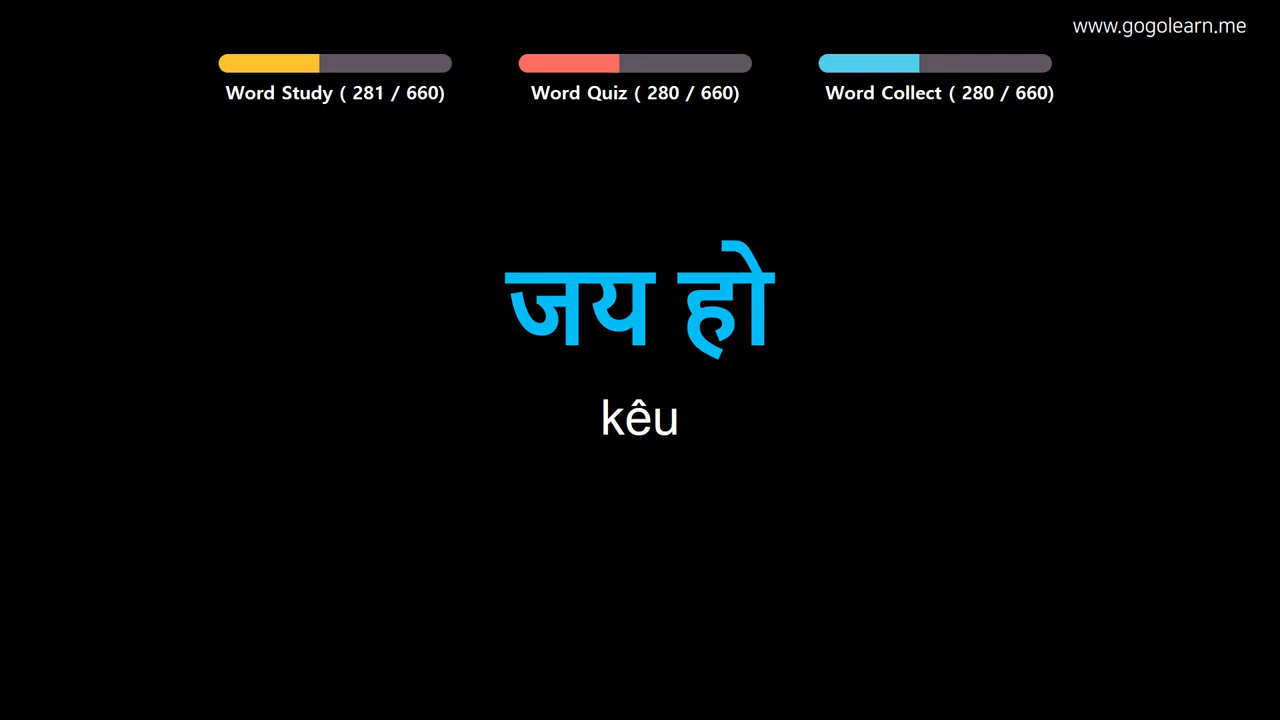 www.gogolearn.me
Word Study ( 281 / 660)
Word Quiz ( 280 / 660)
Word Collect ( 280 / 660)
जय हो
kêu